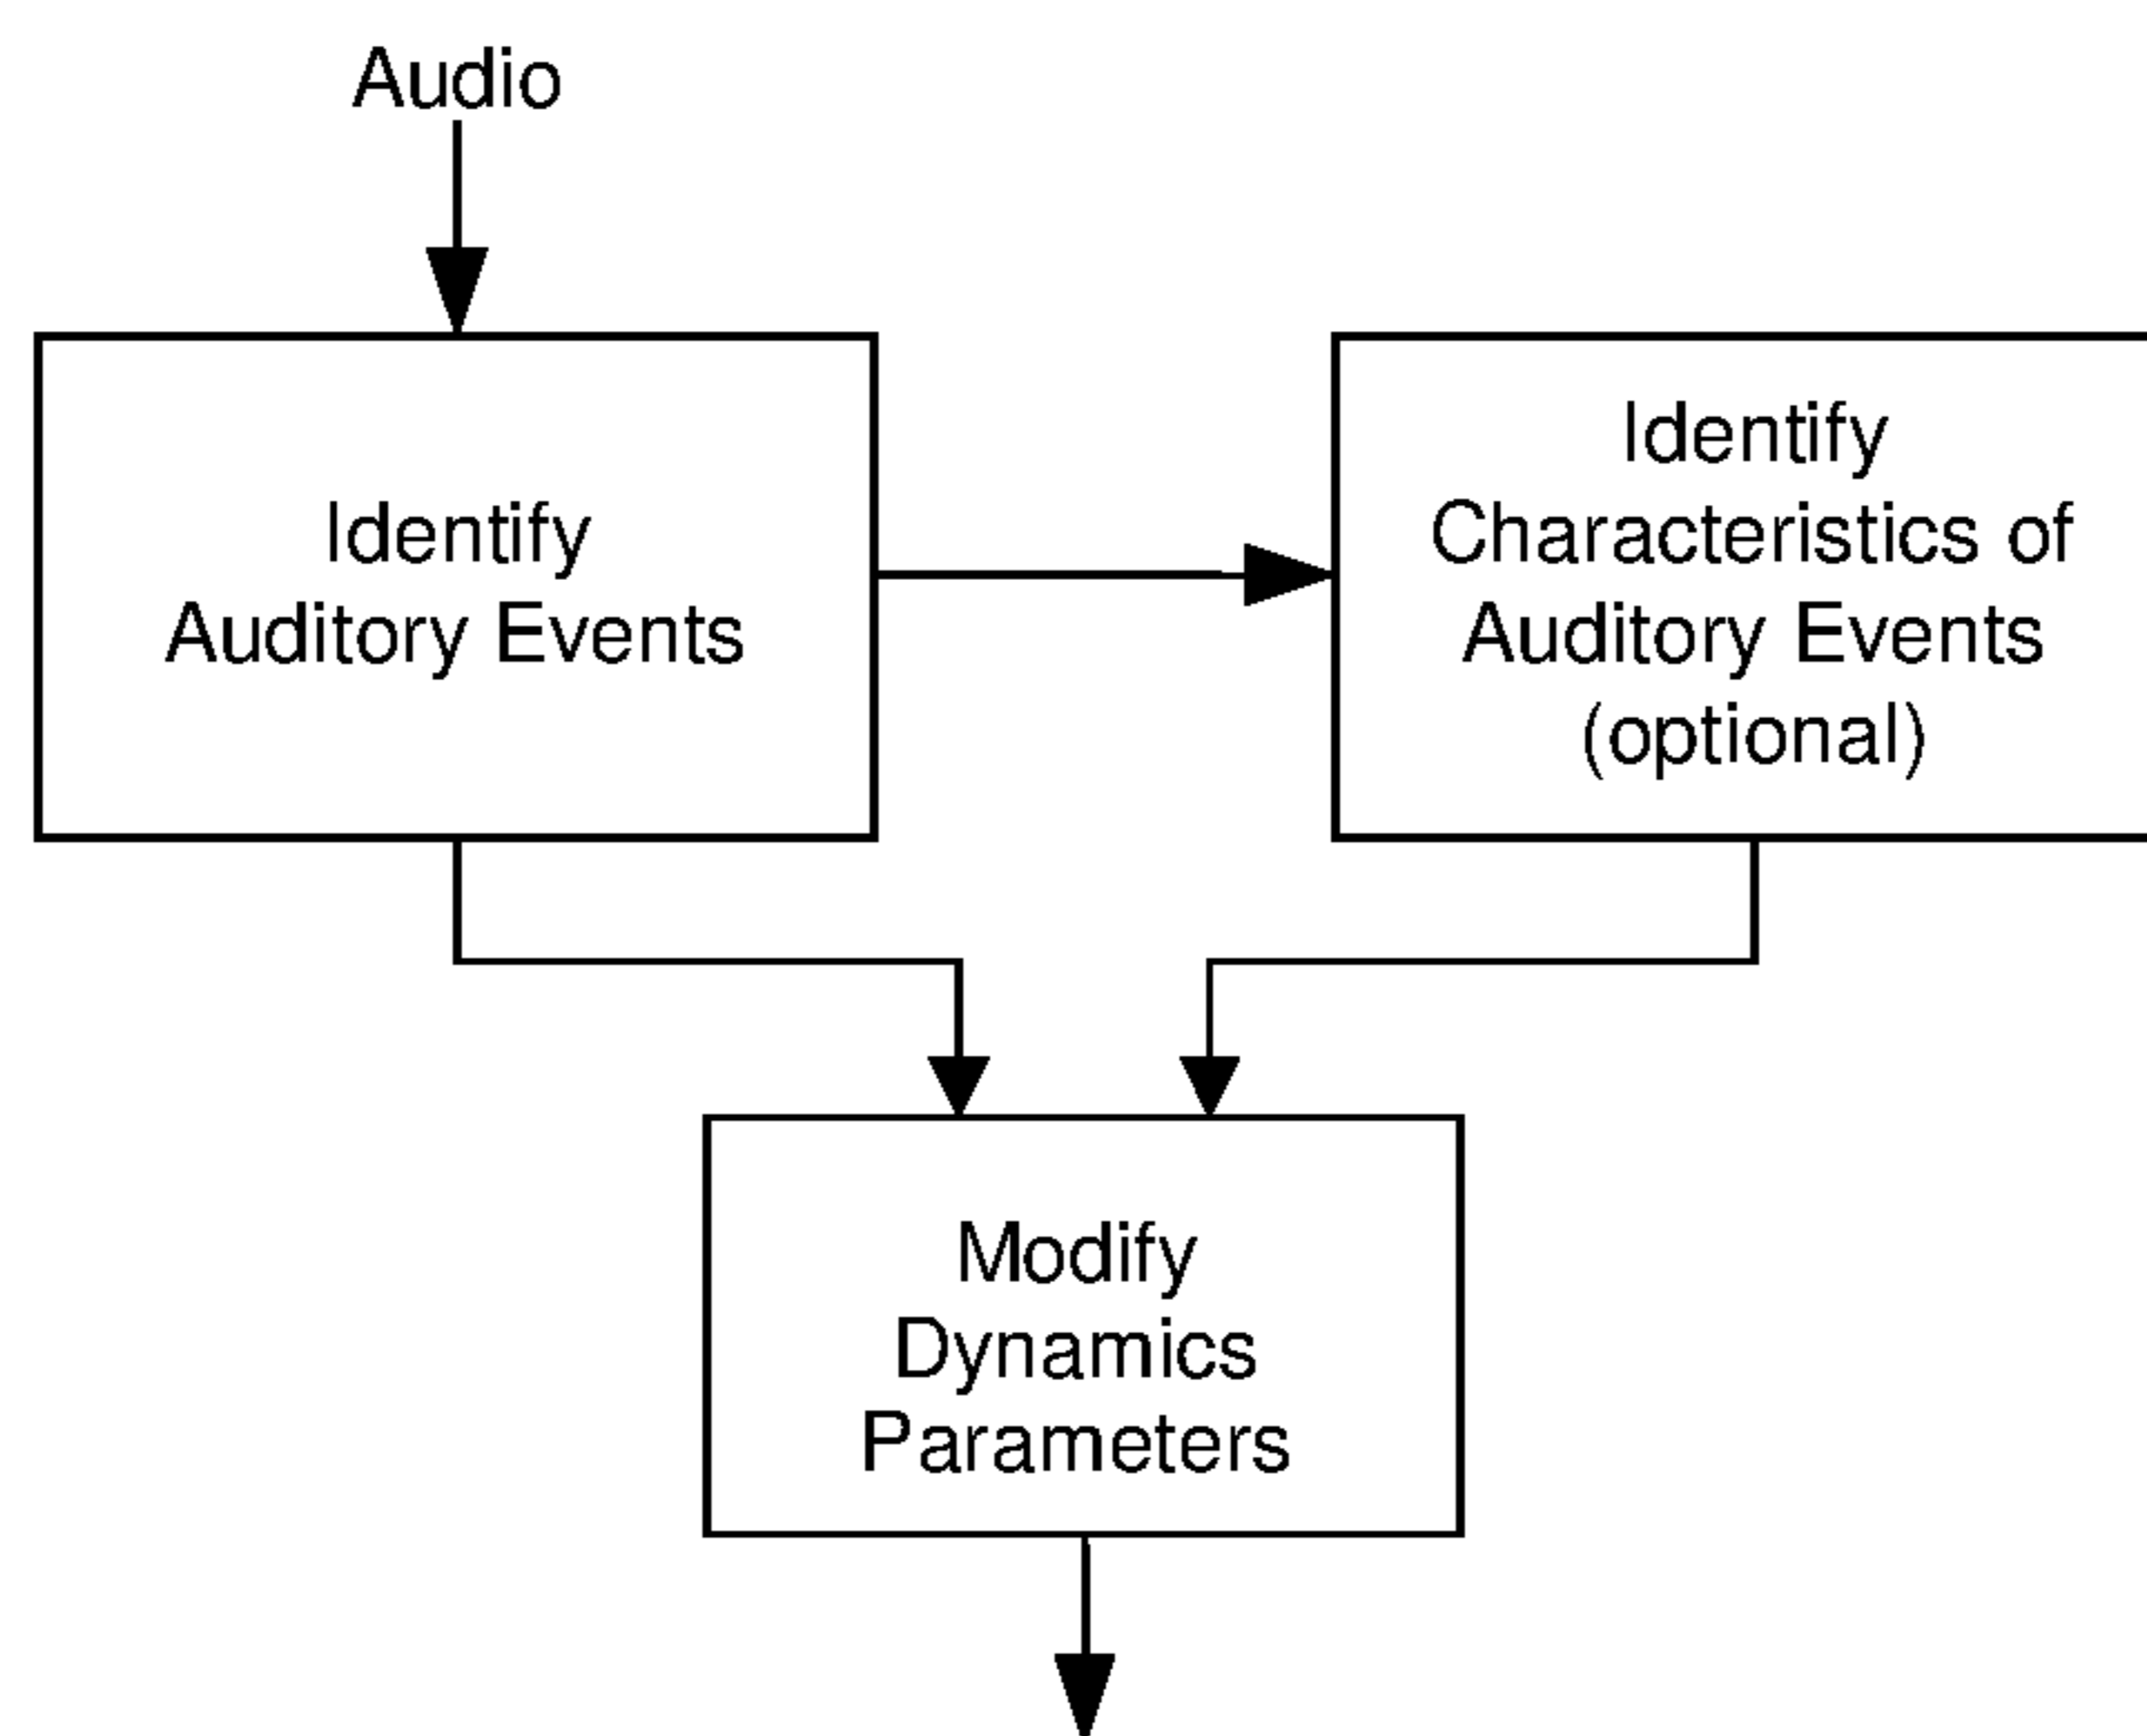 Audio
Identify
Auditory Events
Identify
Characteristics of
Auditory Events
(optional)
Modify
Dynamics
Parameters